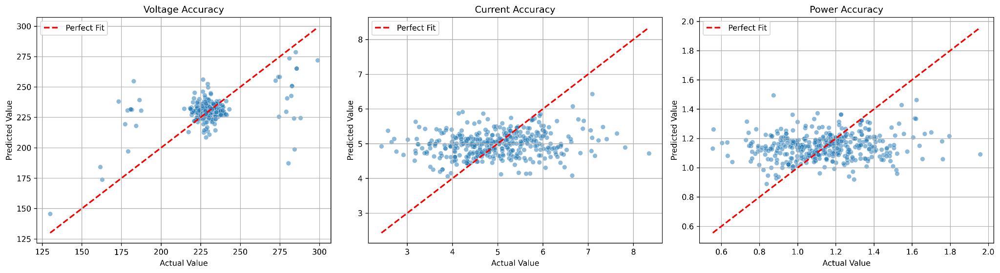 Voltage Accuracy
Perfect Fit
300
275
250
225
200
175
150
125
125 150 175 200 225 250 275 300
Predicted Value
Actual Value
Current Accuracy
Perfect Fit
8
7
6
5
4
3
3 4 5 6 7 8
Predicted Value
Actual Value
Power Accuracy
Perfect Fit
2.0
1.8
1.6
1.4
1.2
1.0
0.8
0.6
0.6 0.8 1.0 1.2 1.4 1.6 1.8 2.0
Predicted Value
Actual Value